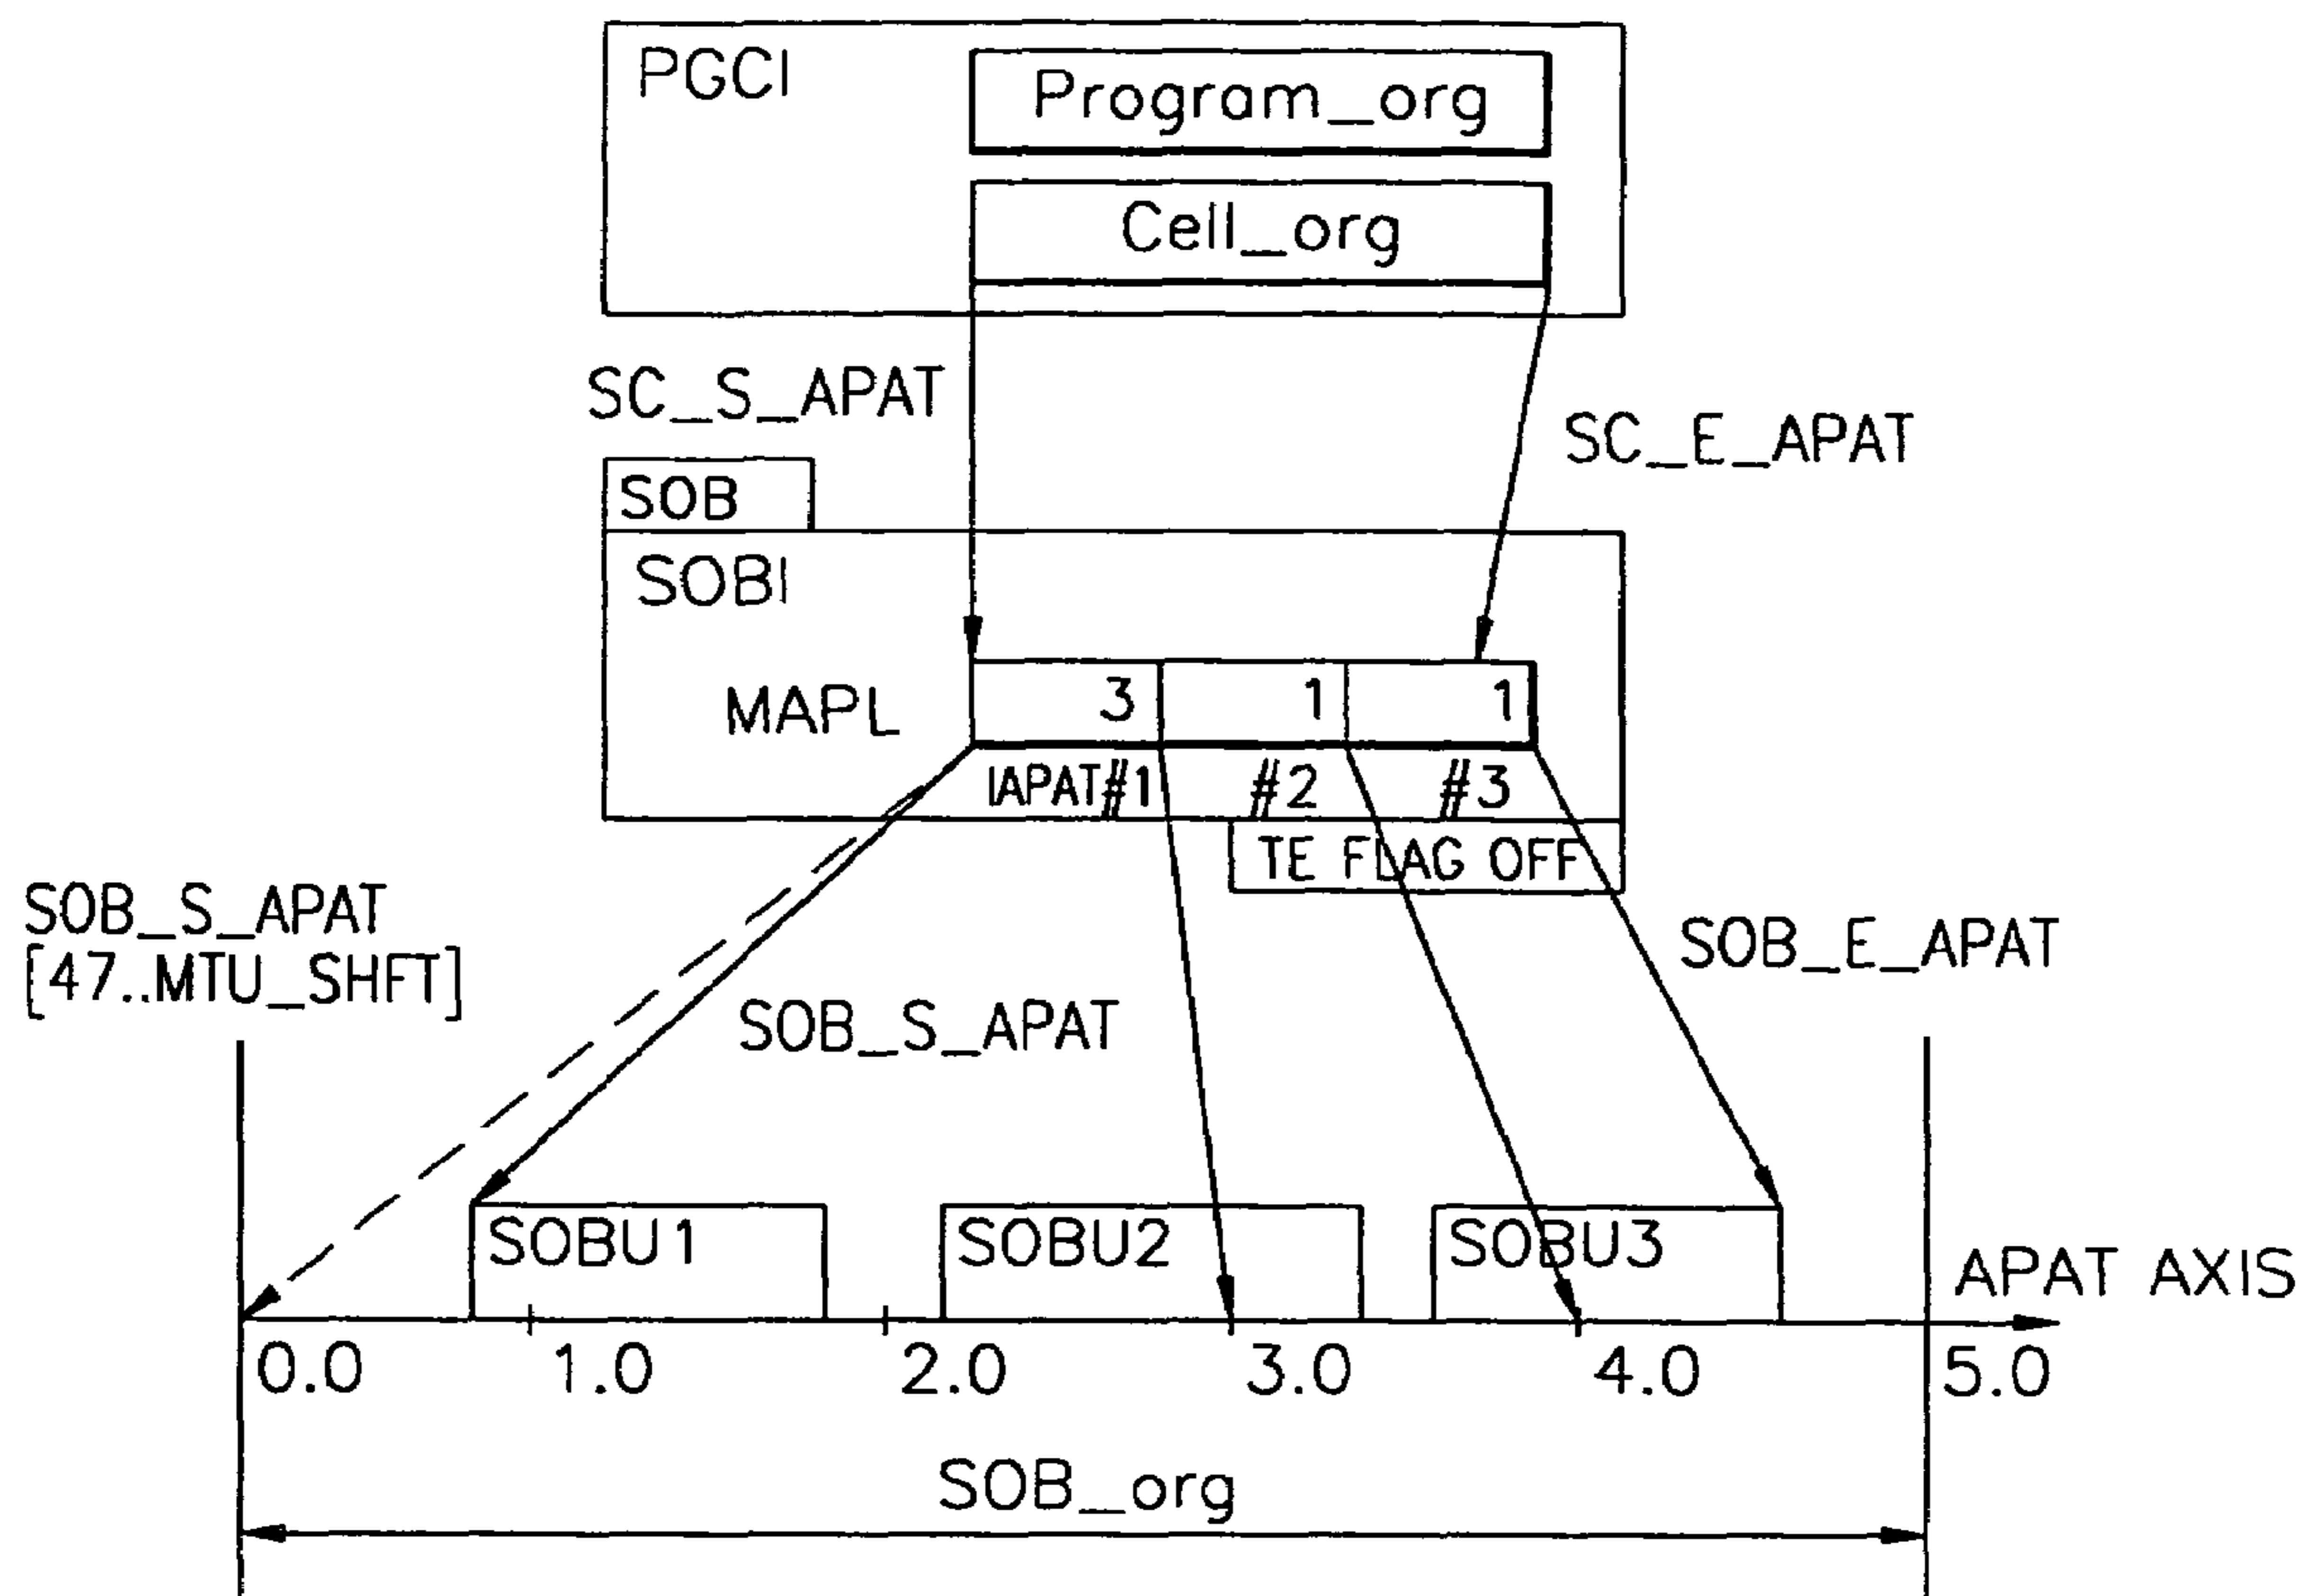 PGCI
Program_org
Cell_org
SC_S_APAT
SC_E_APAT
SOB
SOBI
MAPL
3 1 1
IAPAT#1 #2 #3
TE FLAG OFF
SOB_S_APAT
[47..MTU_SHFT]
SOB_E_APAT
SOB_S_APAT
SOBU1 SOBU2 SOBU3
APAT AXIS
0.0 1.0 2.0 3.0 4.0 5.0
SOB_org